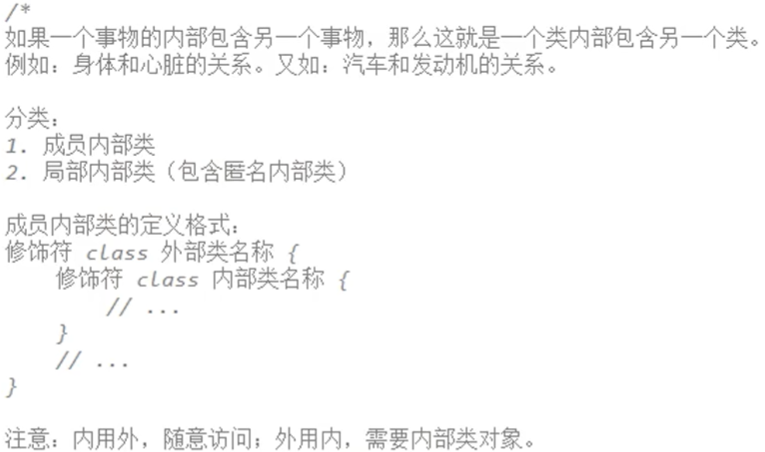 /*
如果一个事物的内部包含另一个事物，那么这就是一个类内部包含另一个类。
例如：身体和心脏的关系。又如：汽车和发动机的关系。
分类：
1. 成员内部类
2. 局部内部类（包含匿名内部类）
成员内部类的定义格式：
修饰符 class 外部类名称 {
    修饰符 class 内部类名称 {
        // ...
    }
    // ...
}
注意：内用外，随意访问；外用内，需要内部类对象。